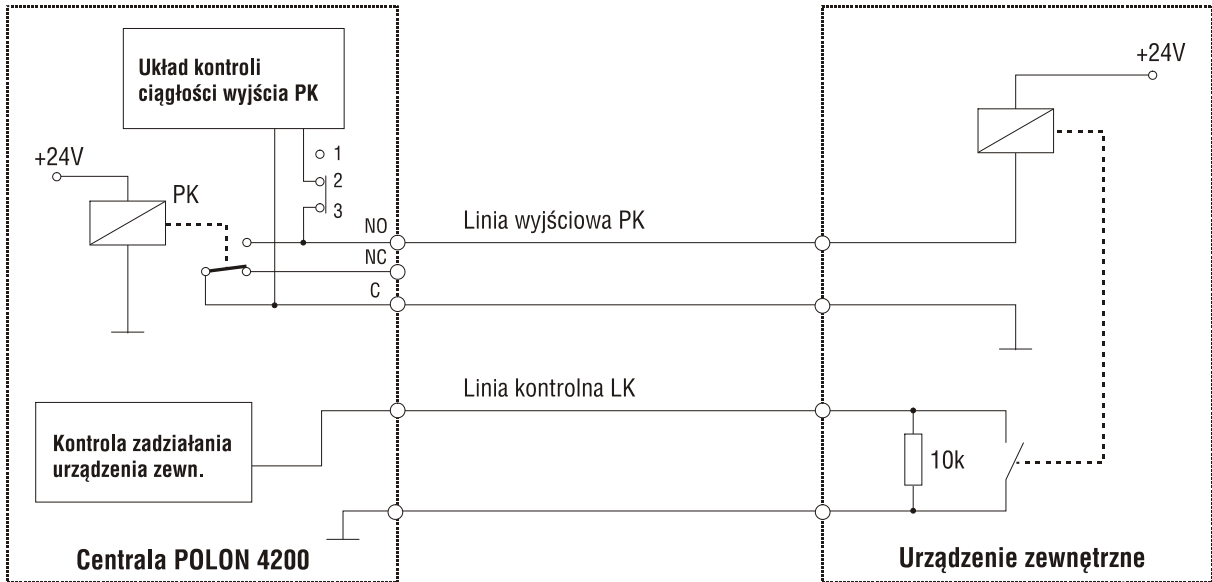 Układ kontroli
ciągłości wyjścia PK
+24V
PK
1
2
3
NO
NC
C
Linia wyjściowa PK
+24V
Linia kontrolna LK
Kontrola zadziałania
urządzenia zewn.
10k
Centrala POLON 4200
Urządzenie zewnętrzne